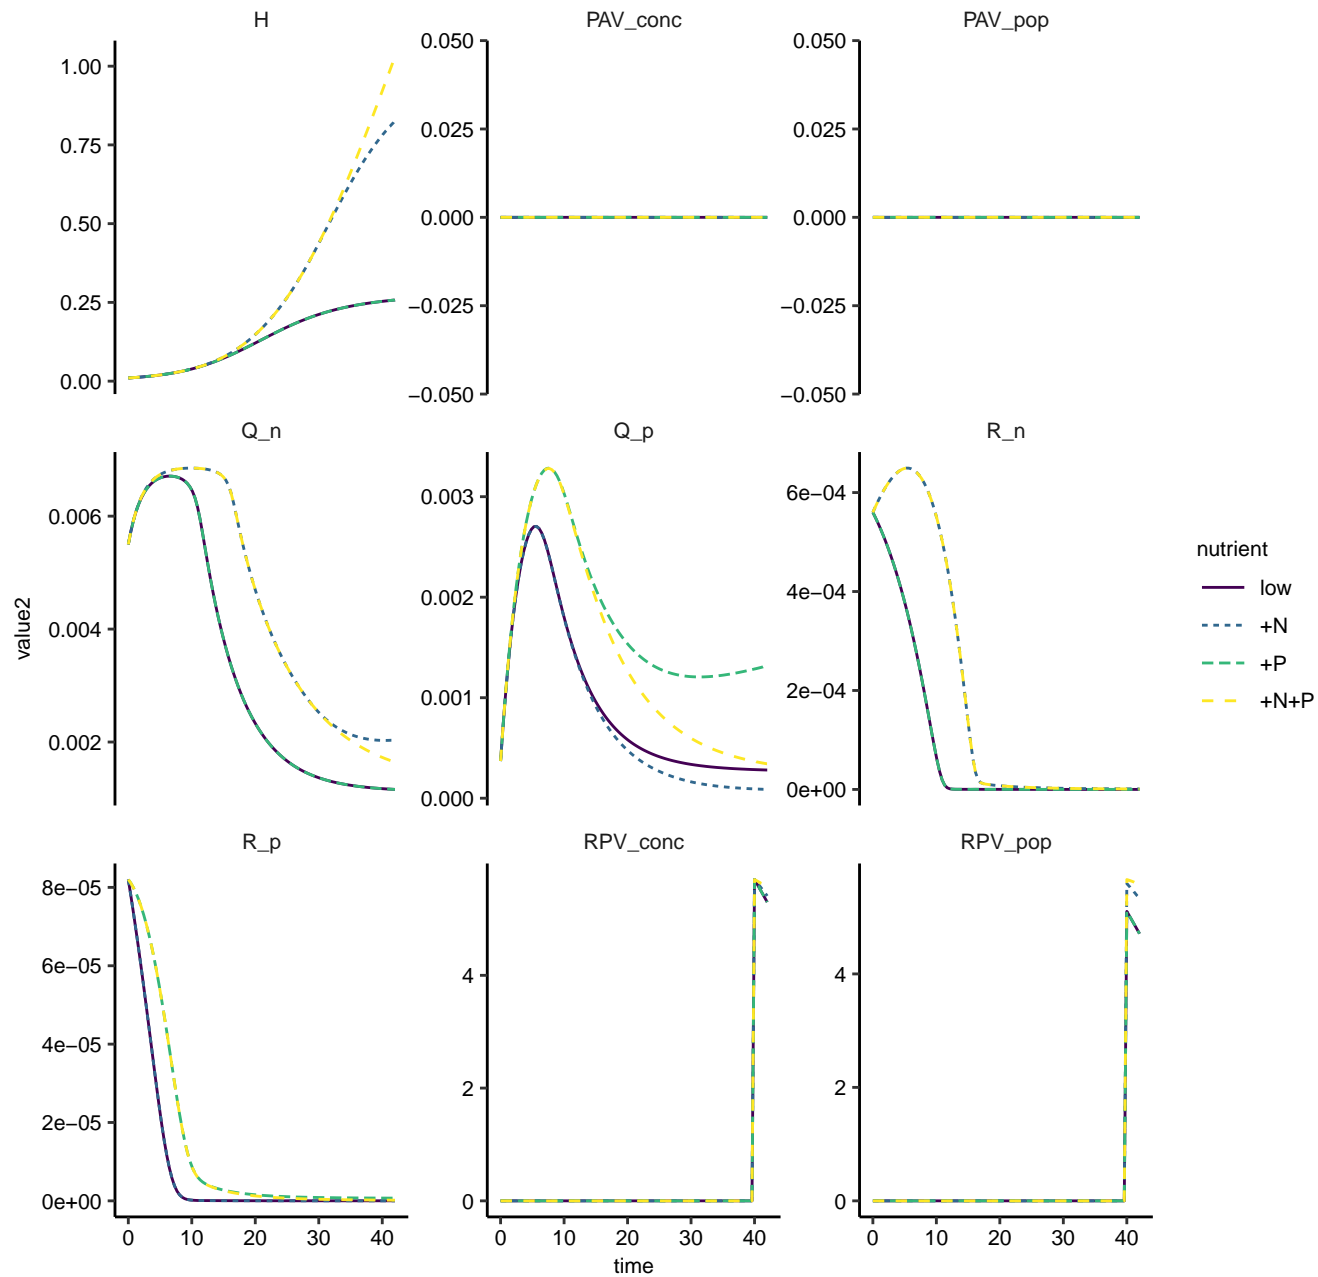 H
PAV_conc
PAV_pop
1.00
0.75
0.50
0.25
0.00
0.050
0.025
0.000
−0.025
−0.050
0.050
0.025
0.000
−0.025
−0.050
Q_n
Q_p
R_n
0.006
0.004
0.002
0.003
0.002
0.001
0.000
6e−04
4e−04
2e−04
0e+00
value2
nutrient
low
+N
+P
+N+P
R_p
RPV_conc
RPV_pop
8e−05
6e−05
4e−05
2e−05
0e+00
4
2
0
4
2
0
0 10 20 30 40
0 10 20 30 40
0 10 20 30 40
time